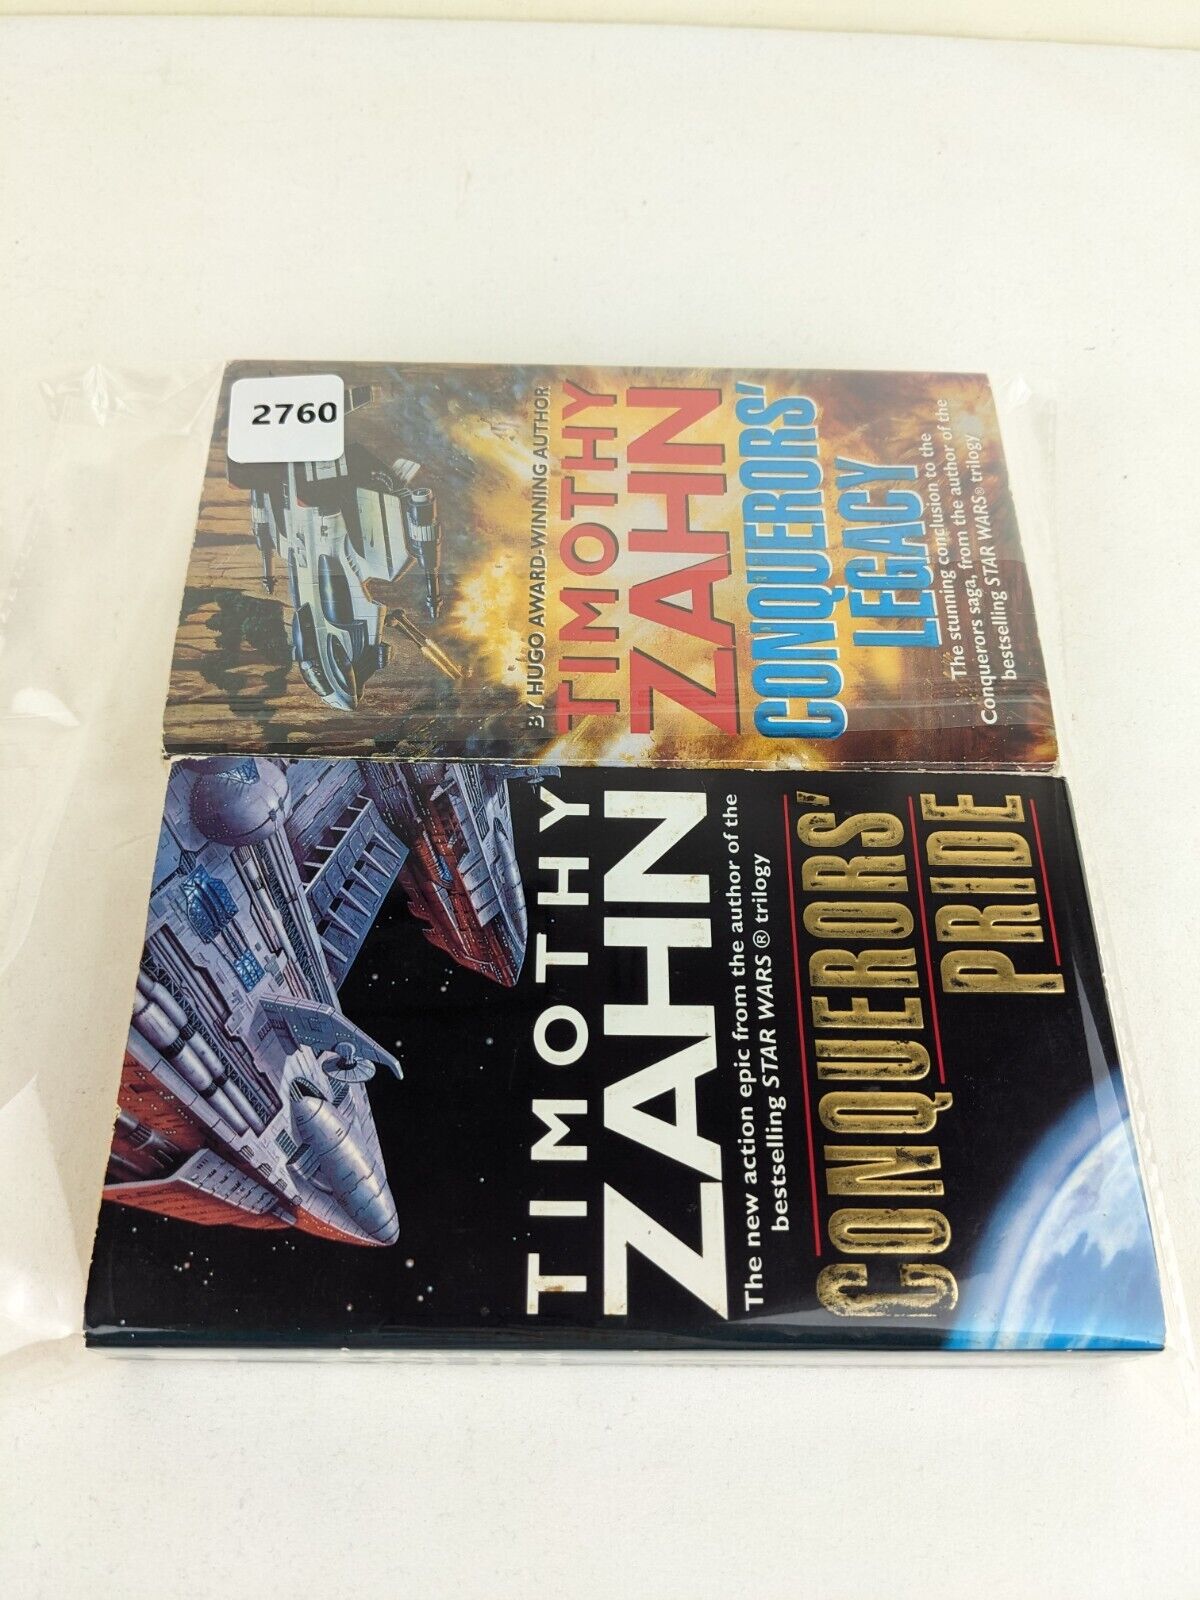 2760
BY HUGO AWARD-WINNING AUTHOR
TIMOTHY
ZAHN
CONQUERORS'
LEGACY
The stunning conclusion to the
Conquerors saga, from the author of the
bestselling STAR WARS® trilogy
TIMOTHY
ZAHN
The new action epic from the author of the
bestselling STAR WARS ® trilogy
CONQUERORS'
PRIDE